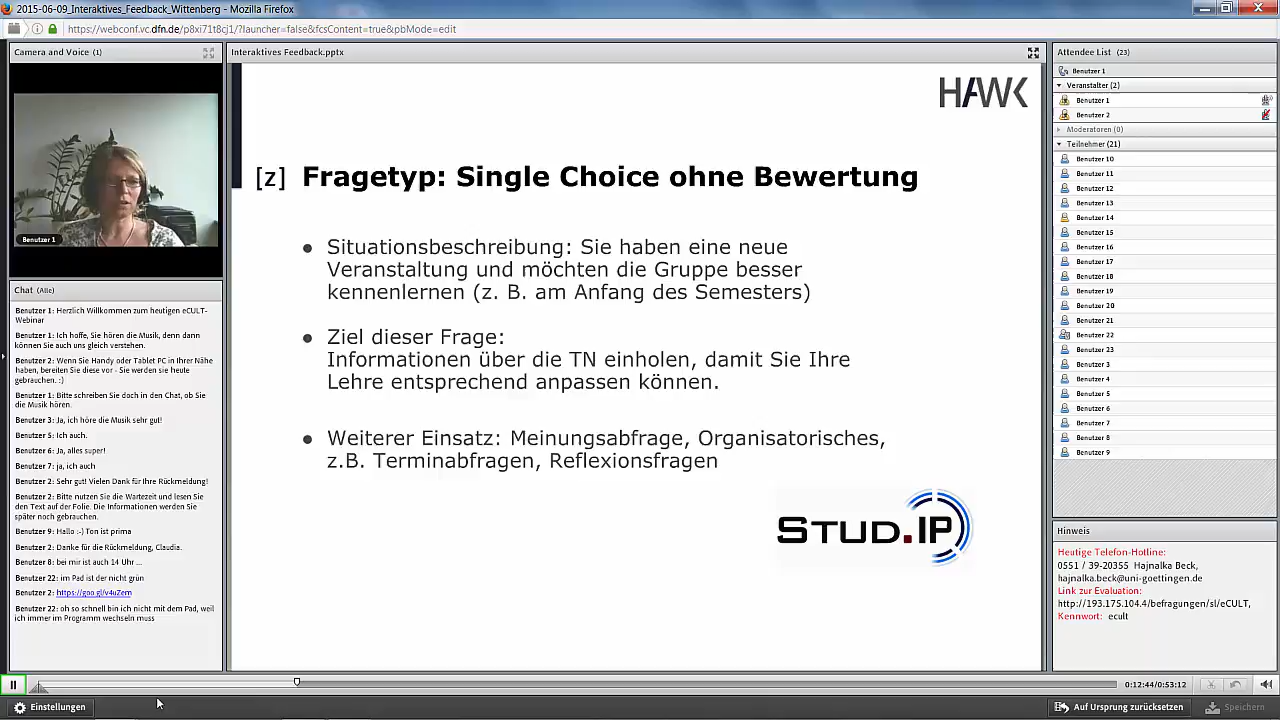 2015-06-09_Interaktives_Feedback_Wittenberg - Mozilla Firefox
https://webconf.vc.dfn.de/p8xi71t8cj1/?launcher=false&fcsContent=true&pbMode=edit
Camera and Voice (1)
Benutzer 1
Chat (Alle)
Benutzer 1: Herzlich Willkommen zum heutigen eCULT-
Webinar
Benutzer 1: Ich hoffe, Sie hören die Musik, denn dann
können Sie auch uns gleich verstehen.
Benutzer 2: Wenn Sie Handy oder Tablet PC in Ihrer Nähe
haben, bereiten Sie diese vor - Sie werden sie heute
gebrauchen. :)
Benutzer 1: Bitte schreiben Sie doch in den Chat, ob Sie
die Musik hören.
Benutzer 3: Ja, ich höre die Musik sehr gut!
Benutzer 5: Ich auch.
Benutzer 6: Ja, alles super!
Benutzer 7: ja, ich auch
Benutzer 2: Sehr gut! Vielen Dank für Ihre Rückmeldung!
Benutzer 2: Bitte nutzen Sie die Wartezeit und lesen Sie
den Text auf der Folie. Die Informationen werden Sie
später noch gebrauchen.
Benutzer 9: Hallo :-) Ton ist prima
Benutzer 2: Danke für die Rückmeldung, Claudia.
Benutzer 8: bei mir ist auch 14 Uhr ...
Benutzer 22: im Pad ist der nicht grün
Benutzer 2: https://goo.gl/v4uZem
Benutzer 22: oh so schnell bin ich nicht mit dem Pad, weil
ich immer im Programm wechseln muss
Interaktives Feedback.pptx
HAWK
[z] Fragetyp: Single Choice ohne Bewertung
● Situationsbeschreibung: Sie haben eine neue
Veranstaltung und möchten die Gruppe besser
kennenlernen (z. B. am Anfang des Semesters)
● Ziel dieser Frage:
Informationen über die TN einholen, damit Sie Ihre
Lehre entsprechend anpassen können.
● Weiterer Einsatz: Meinungsabfrage, Organisatorisches,
z.B. Terminabfragen, Reflexionsfragen
STUD.IP
Attendee List (23)
Benutzer 1
Veranstalter (2)
Benutzer 1
Benutzer 2
Moderatoren (0)
Teilnehmer (21)
Benutzer 10
Benutzer 11
Benutzer 12
Benutzer 13
Benutzer 14
Benutzer 15
Benutzer 16
Benutzer 17
Benutzer 18
Benutzer 19
Benutzer 20
Benutzer 21
Benutzer 22
Benutzer 23
Benutzer 3
Benutzer 4
Benutzer 5
Benutzer 6
Benutzer 7
Benutzer 8
Benutzer 9
Hinweis
Heutige Telefon-Hotline:
0551 / 39-20355 Hajnalka Beck,
hajnalka.beck@uni-goettingen.de
Link zur Evaluation:
http://193.175.104.4/befragungen/sl/eCULT,
Kennwort: ecult
0:12:44/0:53:12
Einstellungen
Auf Ursprung zurücksetzen
Speichern